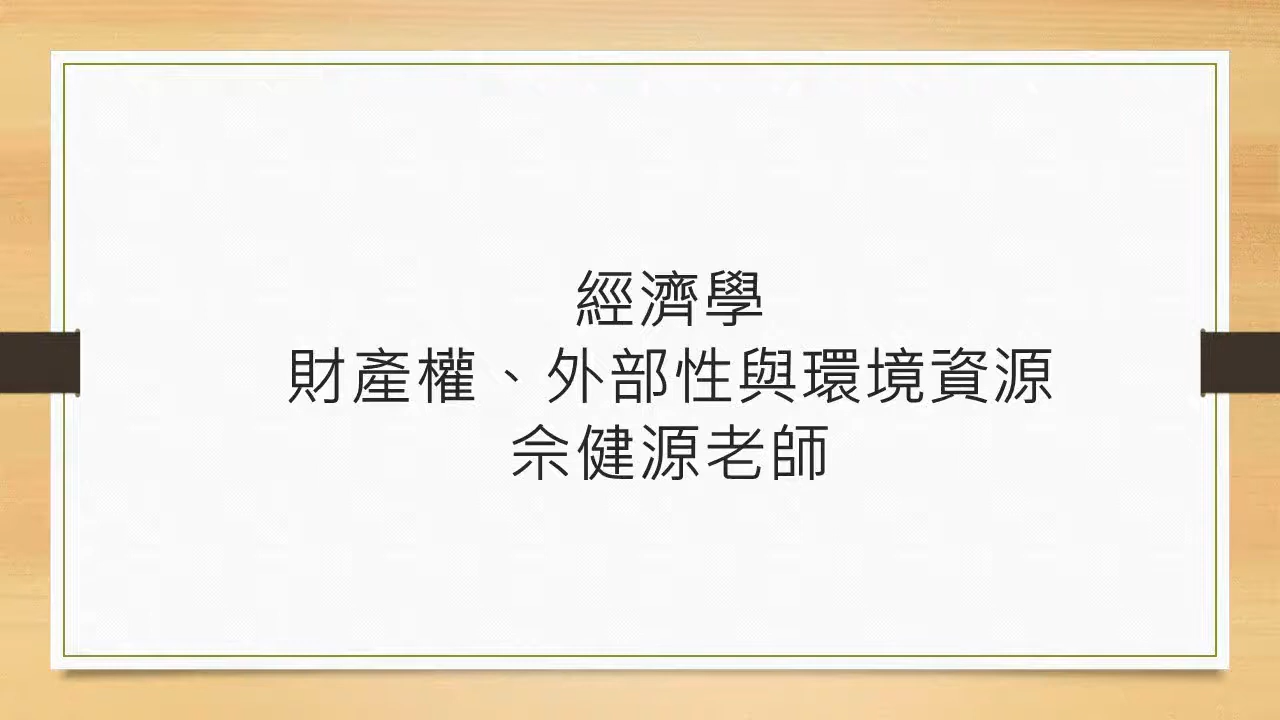 經濟學
財產權、外部性與環境資源
佘健源老師